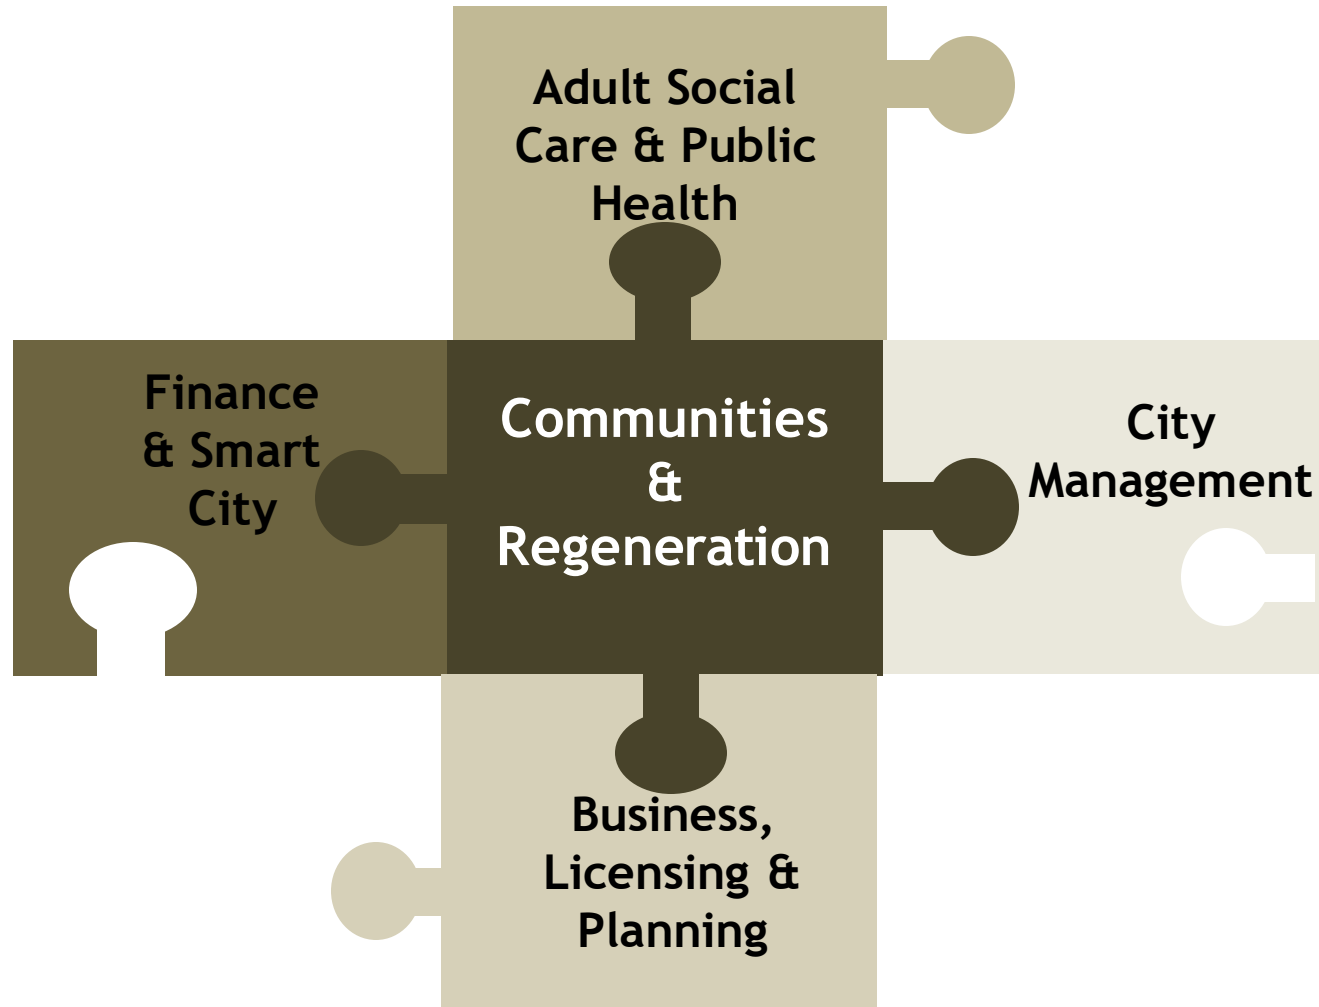 Adult Social
Care & Public
Health
Finance
& Smart
City
Communities
&
Regeneration
City
Management
Business,
Licensing &
Planning